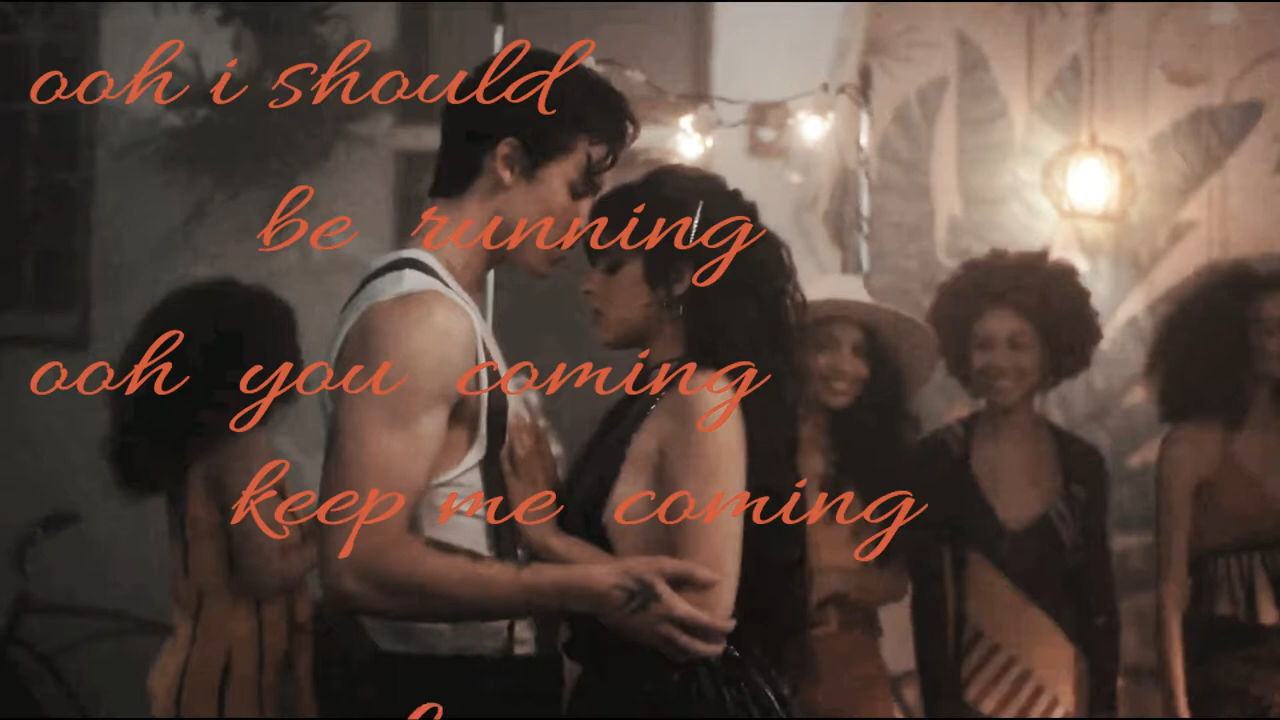 ooh i should
be running
ooh you coming
keep me coming